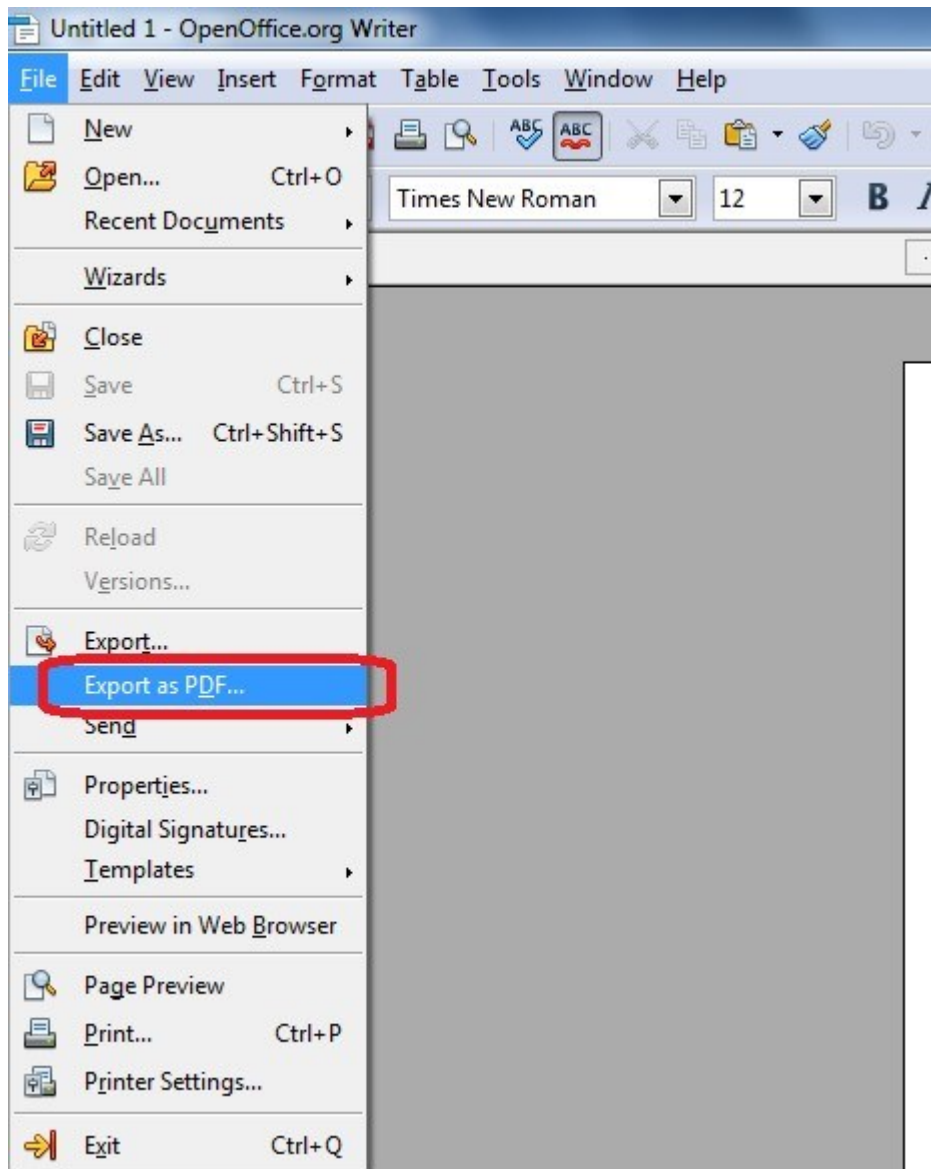 Untitled 1 - OpenOffice.org Writer
File Edit View Insert Format Table Tools Window Help
ABC ABC
Times New Roman 12 B I
New
Open... Ctrl+O
Recent Documents
Wizards
Close
Save Ctrl+S
Save As... Ctrl+Shift+S
Save All
Reload
Versions...
Export...
Export as PDF...
Send
Properties...
Digital Signatures...
Templates
Preview in Web Browser
Page Preview
Print... Ctrl+P
Printer Settings...
Exit Ctrl+Q